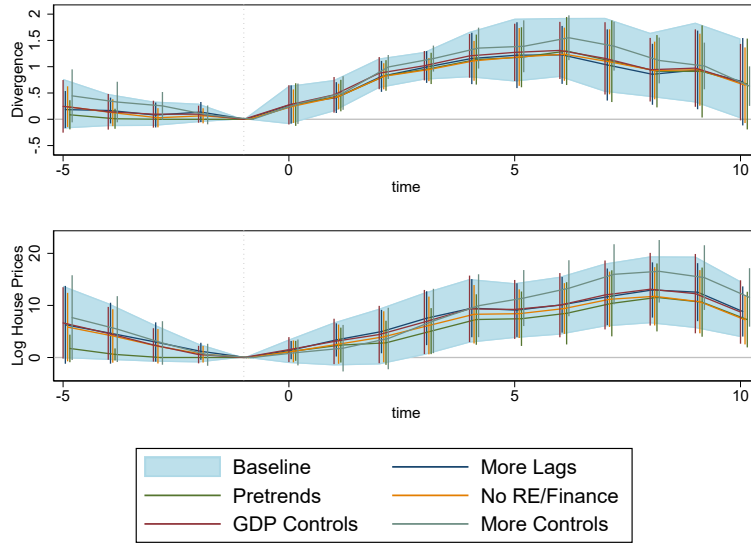 Divergence
2
1.5
1
.5
0
-.5
-5
0
5
10
time
Log House Prices
20
10
0
-5
0
5
10
time
Baseline
More Lags
Pretrends
No RE/Finance
GDP Controls
More Controls